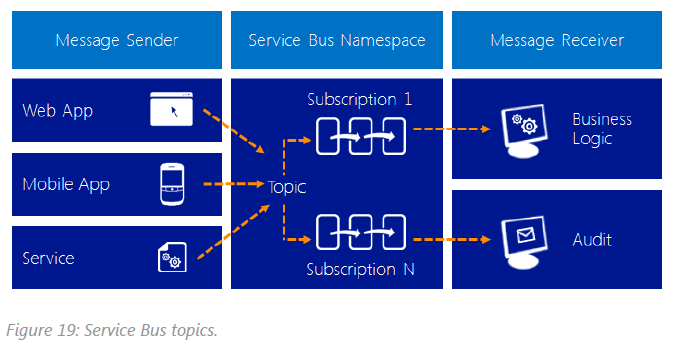 Message Sender
Service Bus Namespace
Message Receiver
Web App
Mobile App
Service
Subscription 1
Topic
Subscription N
Business
Logic
Audit
Figure 19: Service Bus topics.